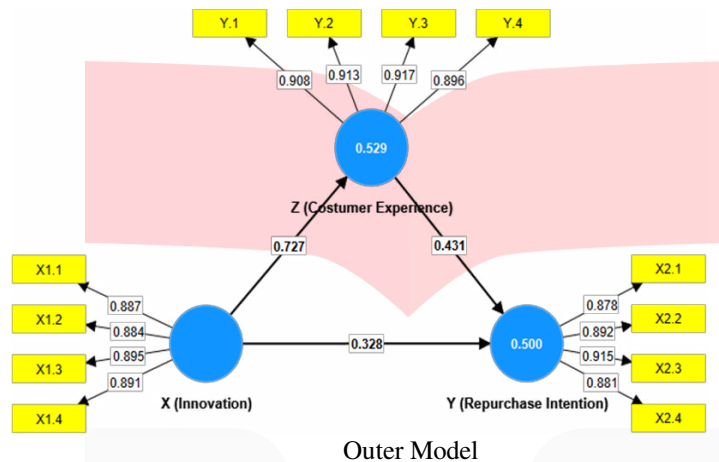 Y.1 Y.2 Y.3 Y.4
0.908 0.913 0.917 0.896
0.529
Z (Costumer Experience)
0.727 0.431
X1.1 X2.1
0.887 0.878
X1.2 X2.2
0.884 0.892
0.328 0.500
X1.3 X2.3
0.895 0.915
0.891 0.881
X1.4 X2.4
X (Innovation) Y (Repurchase Intention)
Outer Model